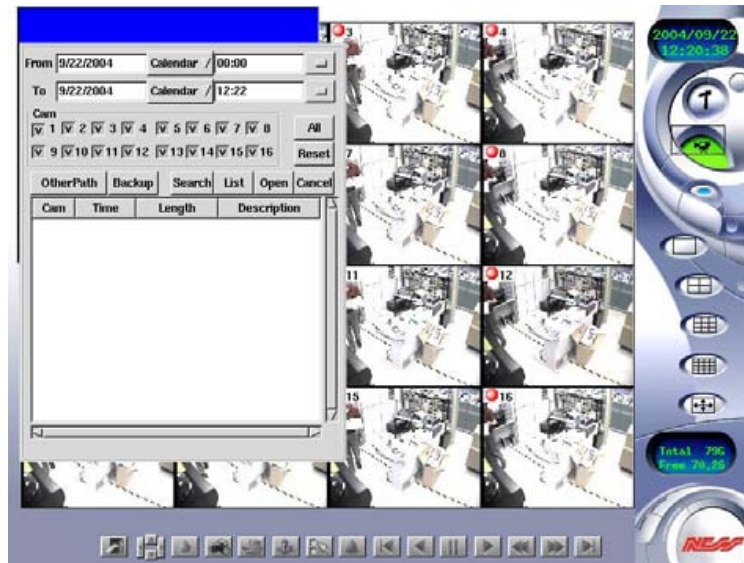 2004/09/22
12:20:38
From 9/22/2004 Calendar / 00:00
To 9/22/2004 Calendar / 12:22
Cam
1 2 3 4 5 6 7 8 All
9 10 11 12 13 14 15 16 Reset
OtherPath Backup Search List Open Cancel
Cam Time Length Description
3 4
7 8
11 12
15 16
Total 79G
Free 70,26
NESS